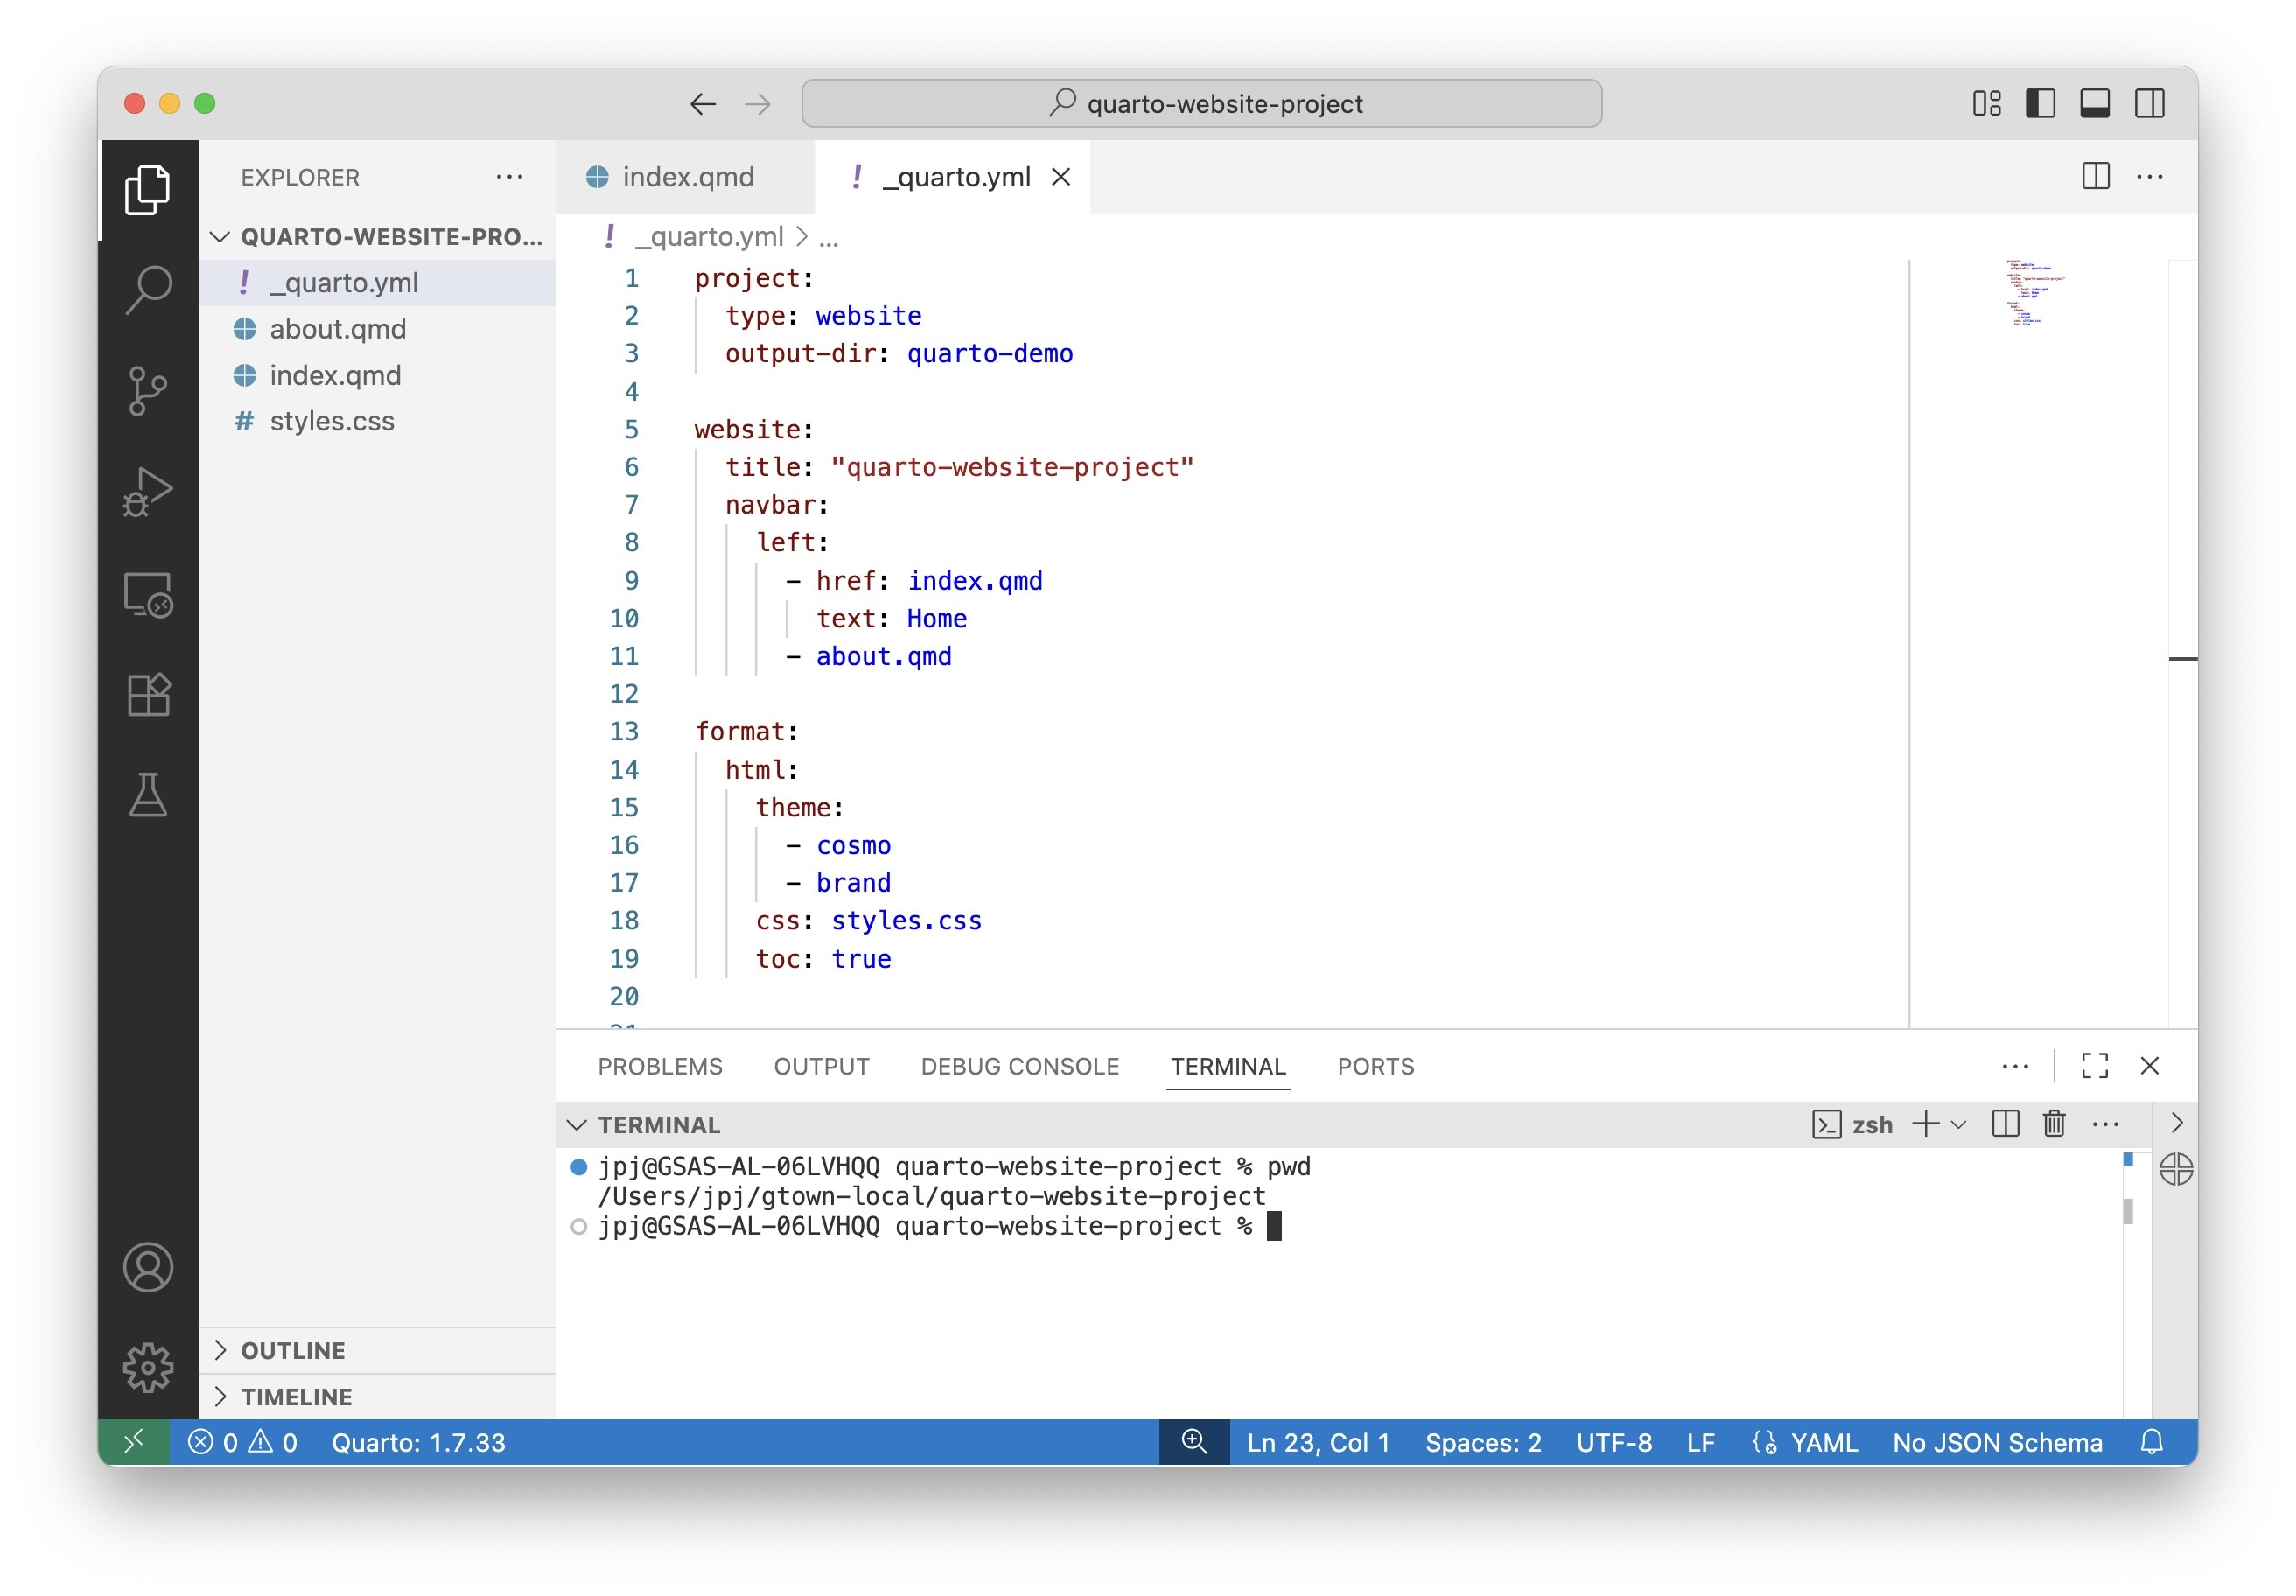 quarto-website-project
EXPLORER
QUARTO-WEBSITE-PRO...
! _quarto.yml
about.qmd
index.qmd
# styles.css
OUTLINE
TIMELINE
index.qmd
! _quarto.yml
! _quarto.yml > ...
1 project:
2 type: website
3 output-dir: quarto-demo
4
5 website:
6 title: "quarto-website-project"
7 navbar:
8 left:
9 - href: index.qmd
10 text: Home
11 - about.qmd
12
13 format:
14 html:
15 theme:
16 - cosmo
17 - brand
18 css: styles.css
19 toc: true
20
PROBLEMS OUTPUT DEBUG CONSOLE TERMINAL PORTS
TERMINAL
zsh
jpj@GSAS-AL-06LVHQQ quarto-website-project % pwd
/Users/jpj/gtown-local/quarto-website-project
jpj@GSAS-AL-06LVHQQ quarto-website-project %
0 0 Quarto: 1.7.33 Ln 23, Col 1 Spaces: 2 UTF-8 LF YAML No JSON Schema